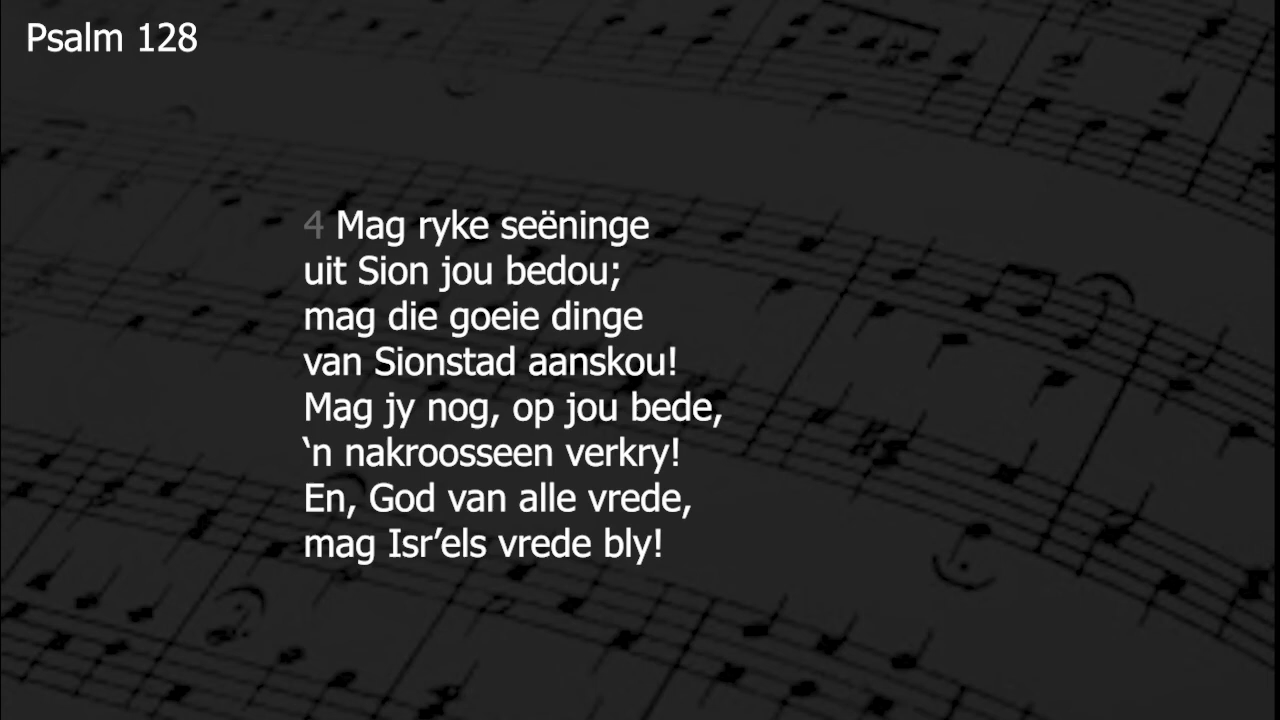 Psalm 128
4 Mag ryke seëninge
uit Sion jou bedou;
mag die goeie dinge
van Sionstad aanskou!
Mag jy nog, op jou bede,
‘n nakroosseen verkry!
En, God van alle vrede,
mag Isr’els vrede bly!